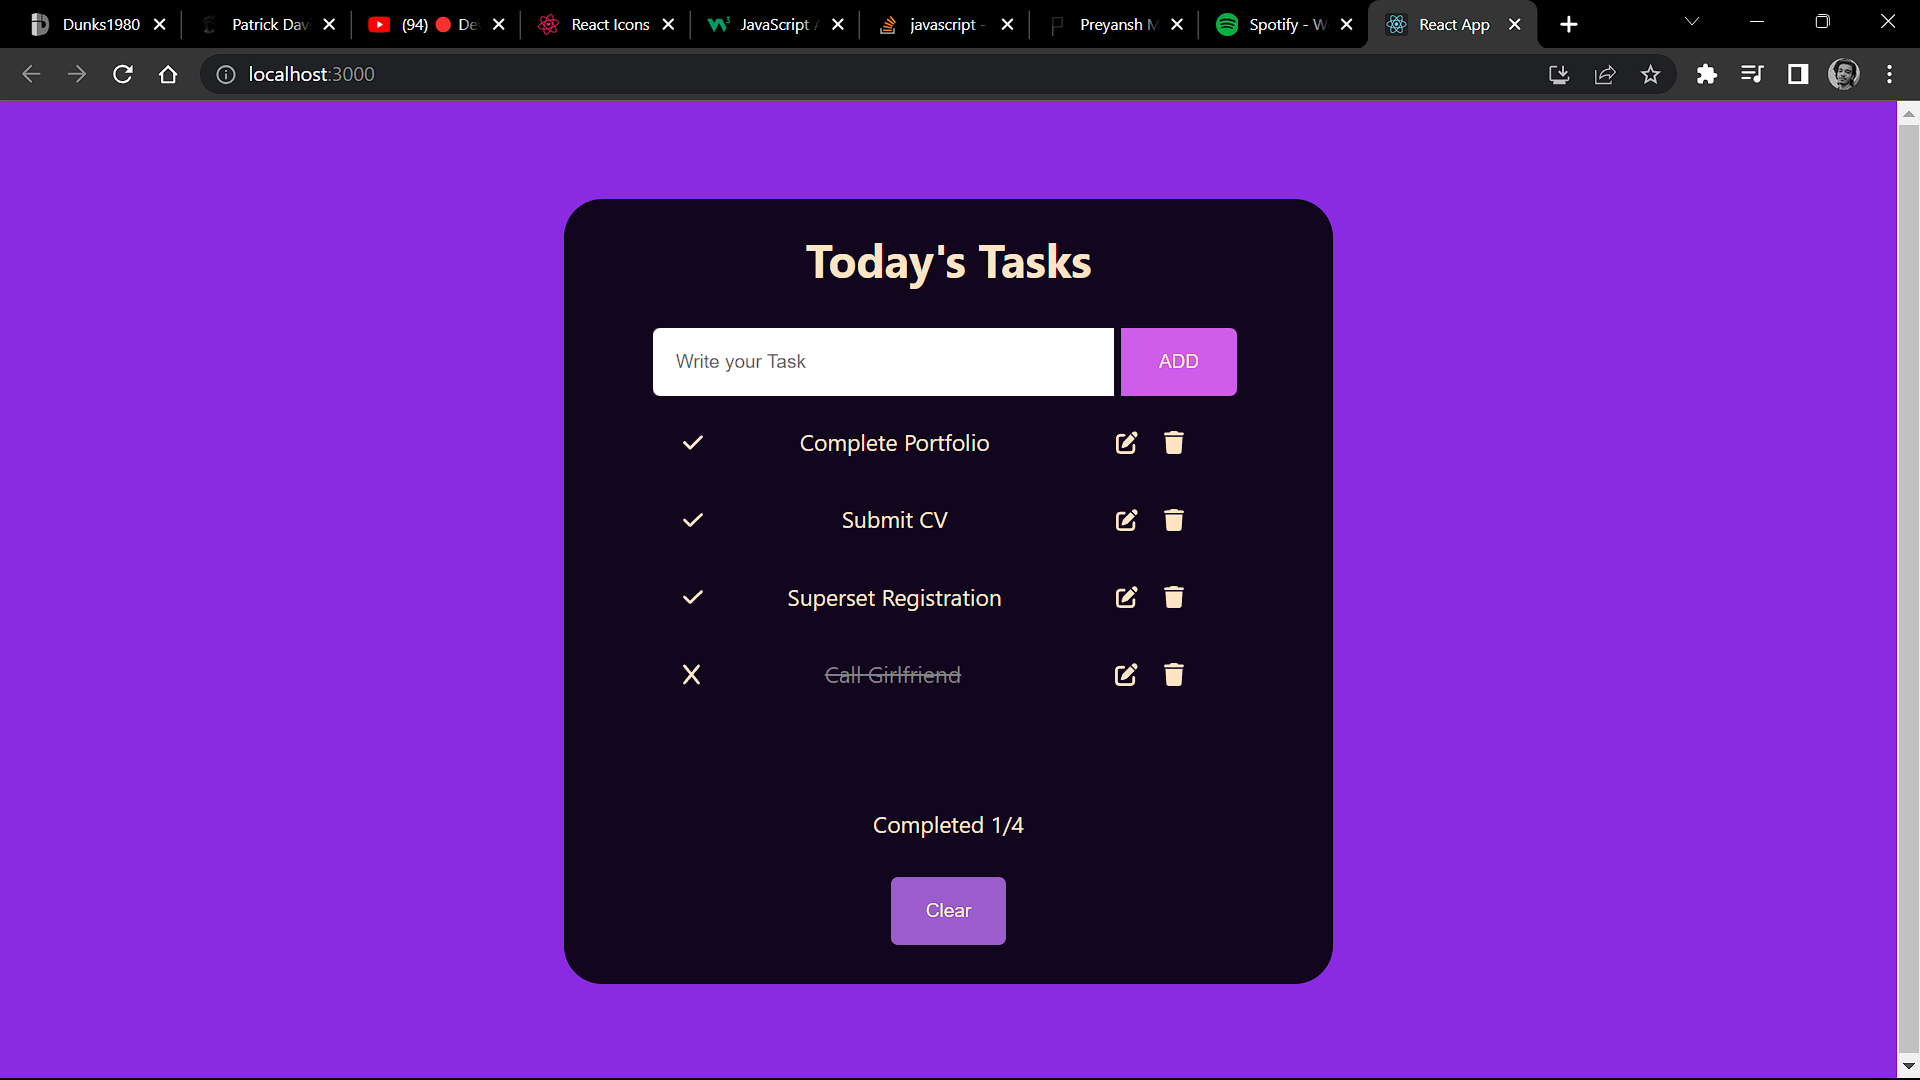 Dunks1980
Patrick Dav
(94) De
React Icons
JavaScript
javascript -
Preyansh M
Spotify - W
React App
localhost:3000
Today's Tasks
Write your Task
ADD
Complete Portfolio
Submit CV
Superset Registration
Call Girlfriend
Completed 1/4
Clear